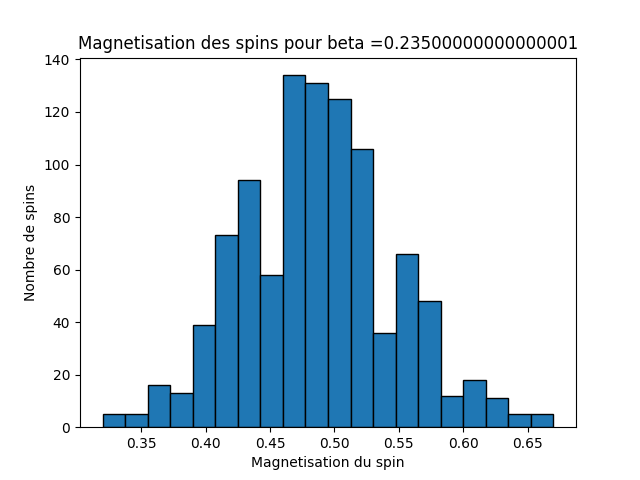 Magnetisation des spins pour beta =0.23500000000000001
140
120
100
80
60
40
20
0
Nombre de spins
0.35 0.40 0.45 0.50 0.55 0.60 0.65
Magnetisation du spin